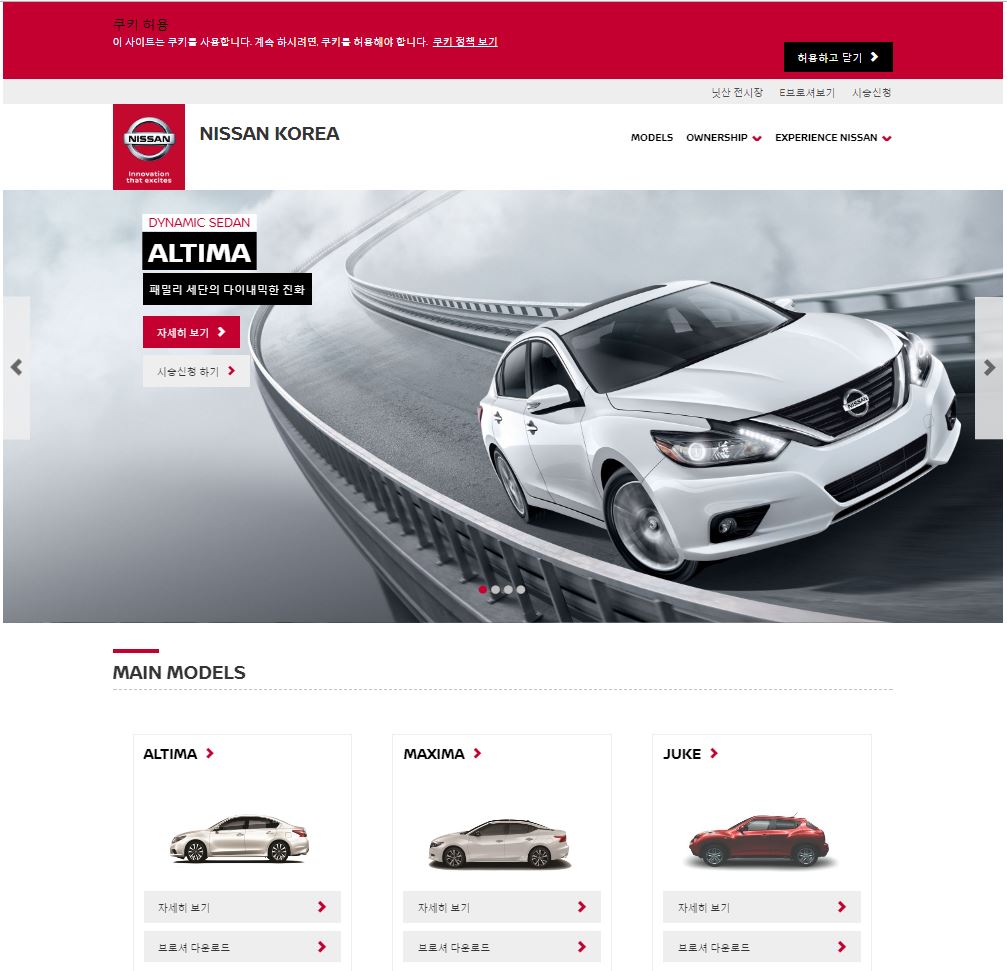 쿠키 허용
이 사이트는 쿠키를 사용합니다. 계속 하시려면, 쿠키를 허용해야 합니다. 쿠키 정책 보기
허용하고 닫기
닛산 전시장 E브로셔보기 시승신청
NISSAN
Innovation
that excites
NISSAN KOREA
MODELS OWNERSHIP EXPERIENCE NISSAN
DYNAMIC SEDAN
ALTIMA
패밀리 세단의 다이내믹한 진화
자세히 보기
시승신청 하기
NISSAN
MAIN MODELS
ALTIMA MAXIMA JUKE
자세히 보기 자세히 보기 자세히 보기
브로셔 다운로드 브로셔 다운로드 브로셔 다운로드